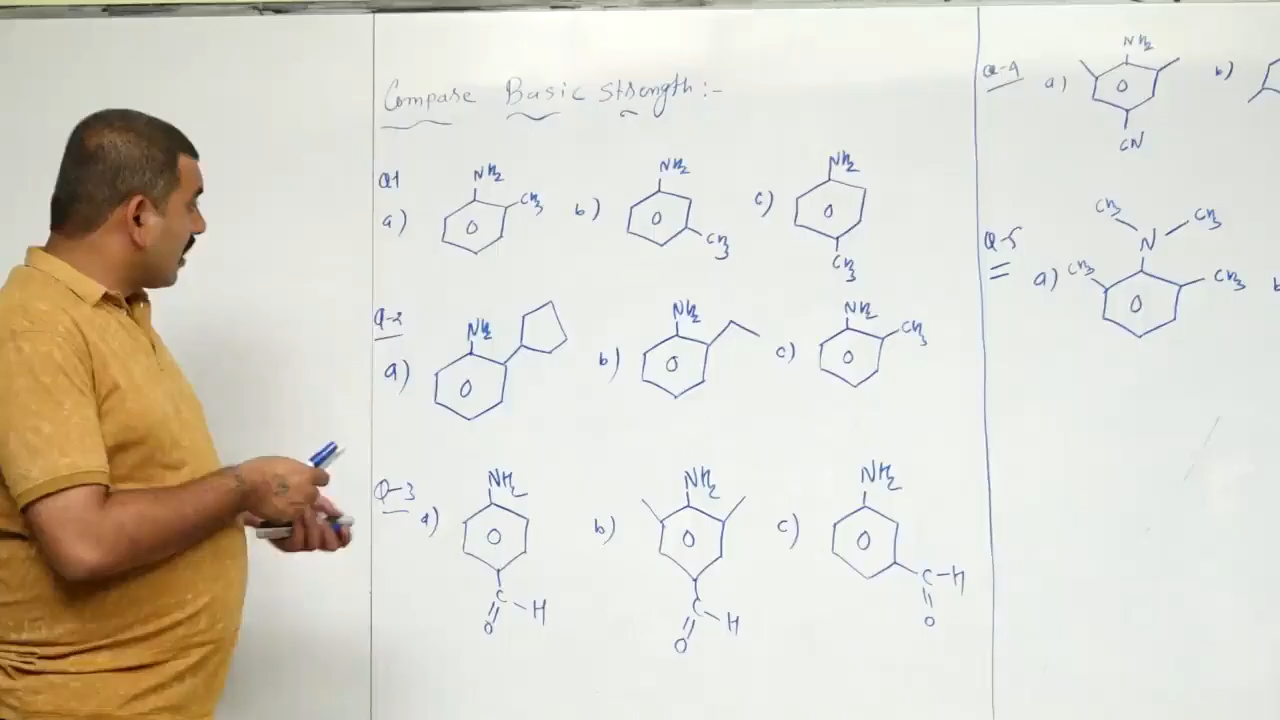 Compare Basic Strength:-
Q1
a) NH2 CH3 b) NH2 CH3 c) NH2 CH3
Q-2
a) NH2 b) NH2 c) NH2 CH3
Q-3
a) NH2 C-H O b) NH2 C-H O c) NH2 C-H O
Q-4 a) NH2 CN b)
Q-5
a) CH3 CH3 N CH3 CH3 b